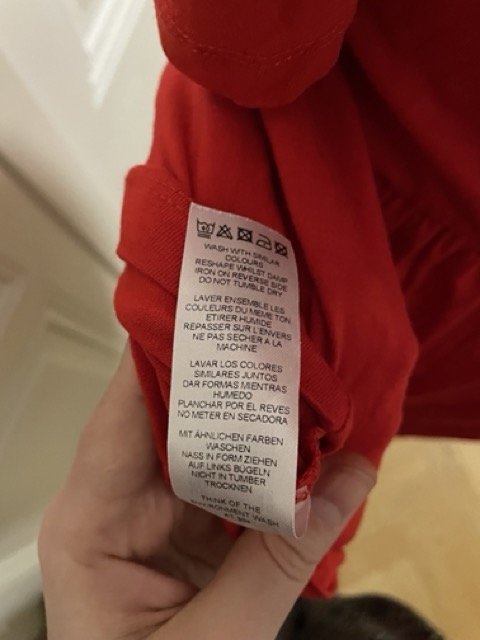 WASH WITH SIMILAR
COLOURS
RESHAPE WHILST DAMP
IRON ON REVERSE SIDE
DO NOT TUMBLE DRY
LAVER ENSEMBLE LES
COULEURS DU MEME TON
ETIRER HUMIDE
REPASSER SUR L'ENVERS
NE PAS SECHER A LA
MACHINE
LAVAR LOS COLORES
SIMILARES JUNTOS
DAR FORMAS MIENTRAS
HUMEDO
PLANCHAR POR EL REVES
NO METER EN SECADORA
MIT ÄHNLICHEN FARBEN
WASCHEN
NASS IN FORM ZIEHEN
AUF LINKS BÜGELN
NICHT IN TUMBER
TROCKNEN
THINK OF THE
WASH